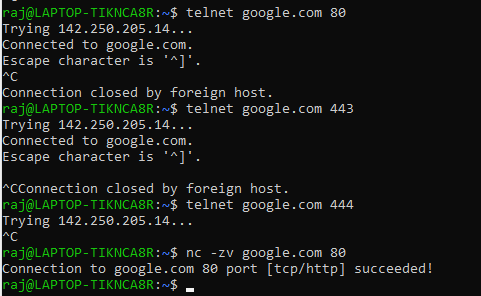 raj@LAPTOP-TIKNCA8R:~$ telnet google.com 80
Trying 142.250.205.14...
Connected to google.com.
Escape character is '^]'.
^C
Connection closed by foreign host.
raj@LAPTOP-TIKNCA8R:~$ telnet google.com 443
Trying 142.250.205.14...
Connected to google.com.
Escape character is '^]'.
^CConnection closed by foreign host.
raj@LAPTOP-TIKNCA8R:~$ telnet google.com 444
Trying 142.250.205.14...
^C
raj@LAPTOP-TIKNCA8R:~$ nc -zv google.com 80
Connection to google.com 80 port [tcp/http] succeeded!
raj@LAPTOP-TIKNCA8R:~$